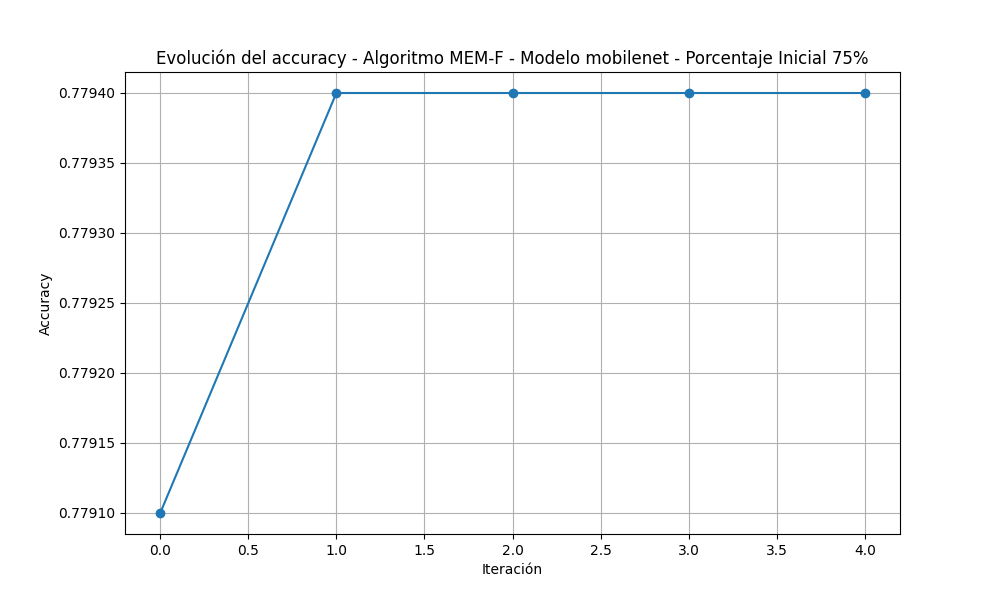 Evolución del accuracy - Algoritmo MEM-F - Modelo mobilenet - Porcentaje Inicial 75%
0.77940
0.77935
0.77930
0.77925
0.77920
0.77915
0.77910
Accuracy
0.0 0.5 1.0 1.5 2.0 2.5 3.0 3.5 4.0
Iteración